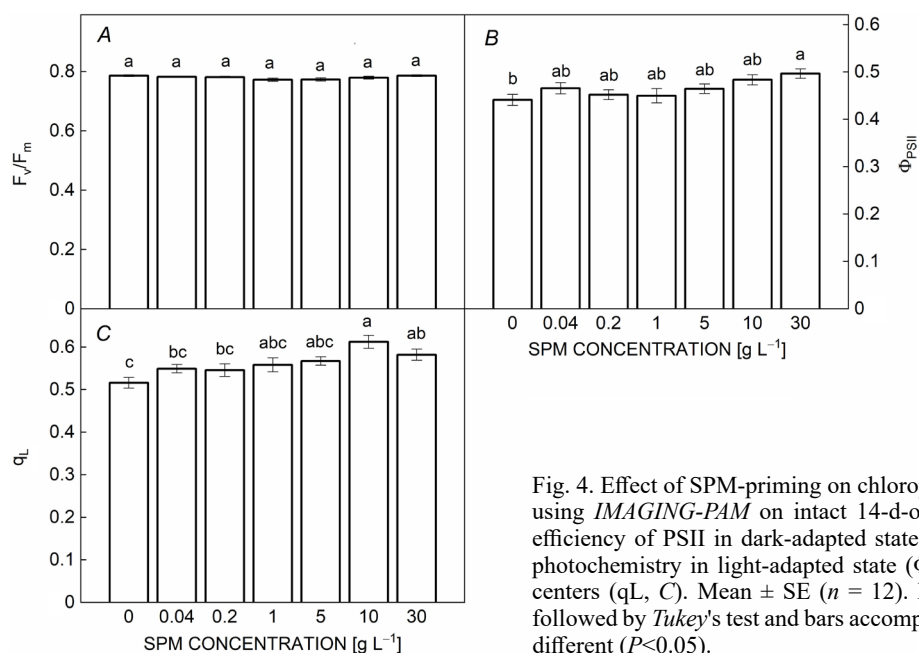 A
a a a a a a a
0.8
0.8
0.4
0.2
0
Fv/Fm
B
b ab ab ab ab ab a
0.6
0.5
0.4
0.3
0.2
0.1
0
ΦPSII
0 0.04 0.2 1 5 10 30
SPM CONCENTRATION [g L–1]
C
c bc bc abc abc a ab
0.6
0.5
0.4
0.3
0.2
0.1
0
qL
0 0.04 0.2 1 5 10 30
SPM CONCENTRATION [g L–1]
Fig. 4. Effect of SPM-priming on chloro
using IMAGING-PAM on intact 14-d-o
efficiency of PSII in dark-adapted state
photochemistry in light-adapted state (
centers (qL, C). Mean ± SE (n = 12).
followed by Tukey's test and bars accomp
different (P<0.05).